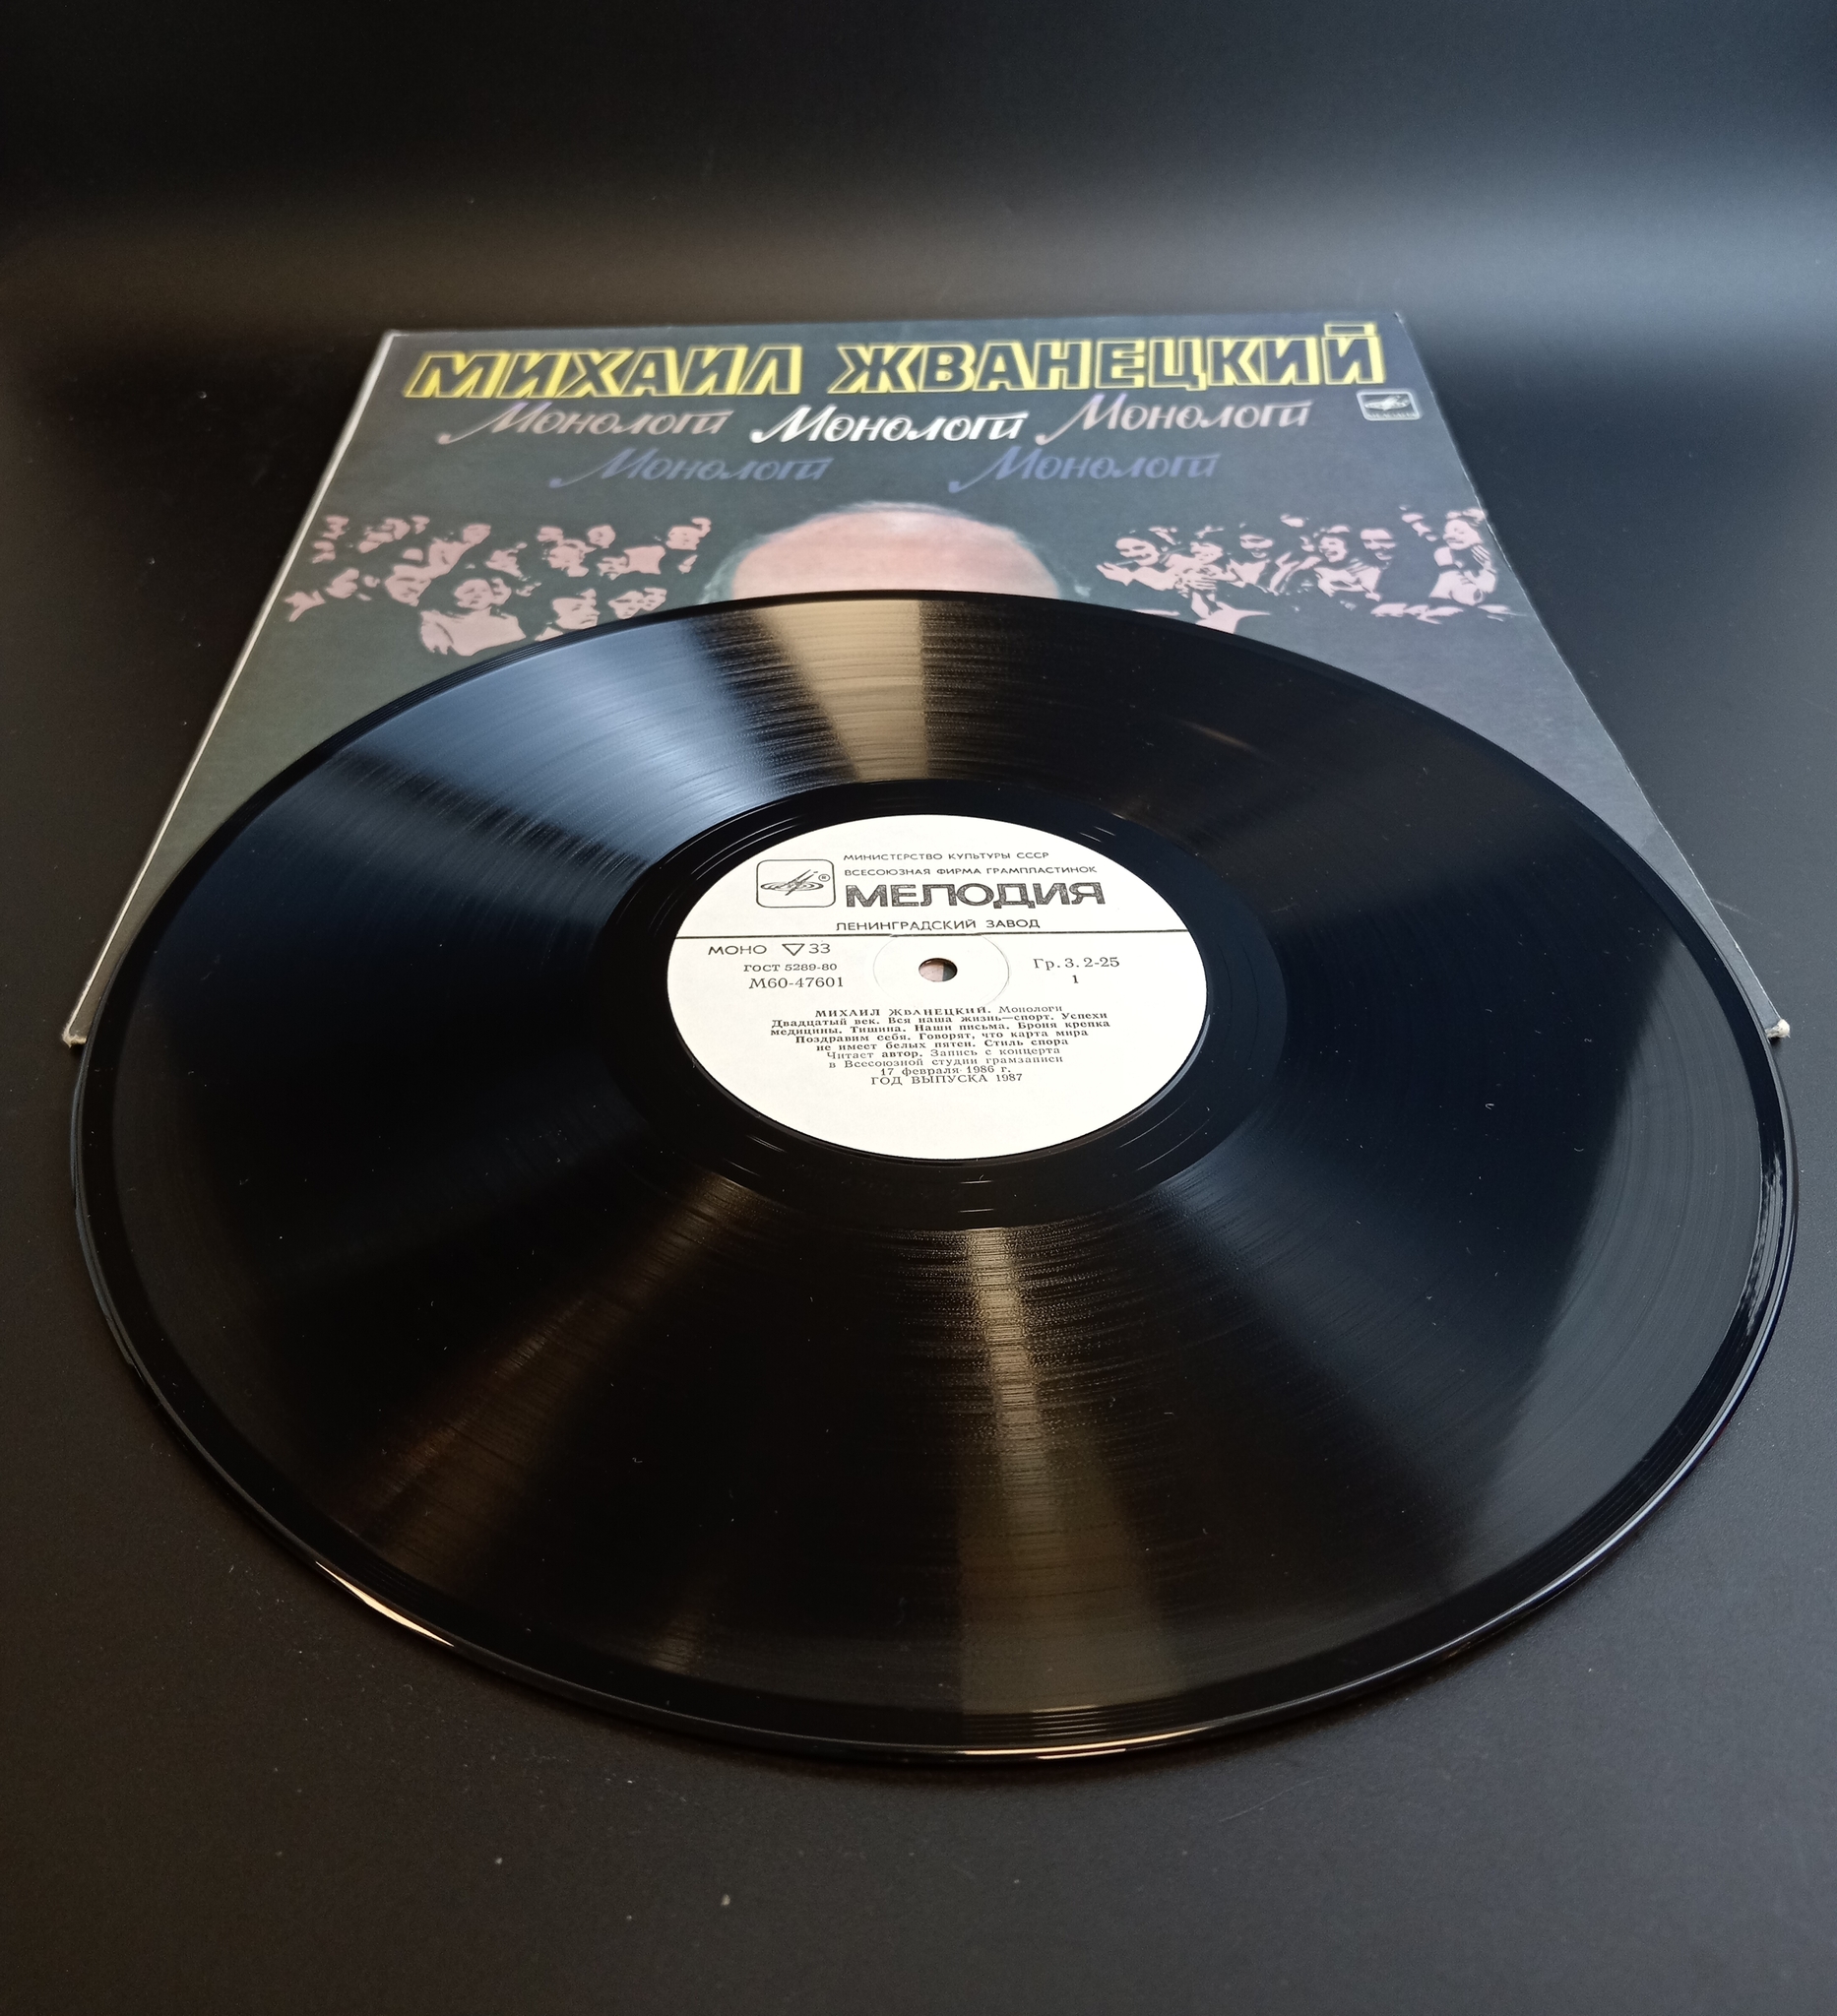 МИХАИЛ ЖВАНЕЦКИЙ
Монологи Монологи Монологи
Монологи Монологи
МИНИСТЕРСТВО КУЛЬТУРЫ СССР
ВСЕСОЮЗНАЯ ФИРМА ГРАМПЛАСТИНОК
МЕЛОДИЯ
®
ЛЕНИНГРАДСКИЙ ЗАВОД
МОНО 33
ГОСТ 5289-80
М60-47601
Гр. 3. 2-25
1
МИХАИЛ ЖВАНЕЦКИЙ. Монологи
Двадцатый век. Вся наша жизнь—спорт. Успехи
медицины. Тишина. Наши письма. Броня крепка
Поздравим себя. Говорят, что карта мира
не имеет белых пятен. Стиль спора
Читает автор. Запись с концерта
в Всесоюзной студии грамзаписи
17 февраля 1986 г.
ГОД ВЫПУСКА 1987